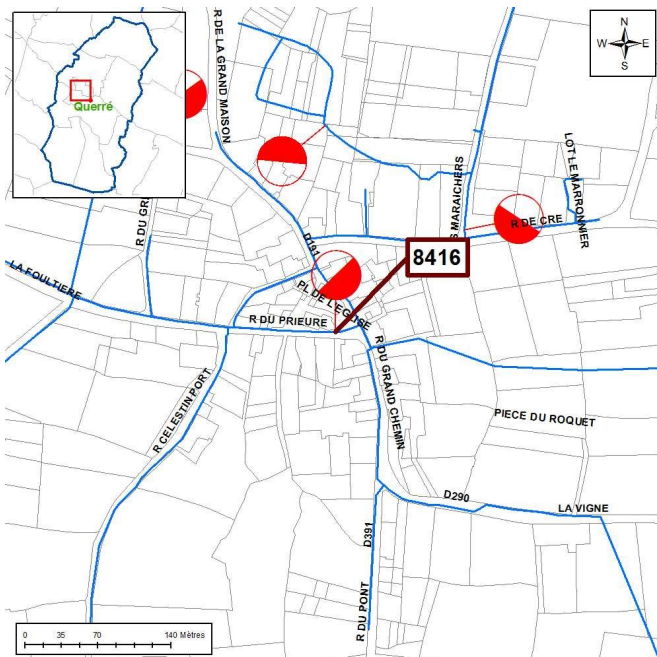 N
W E
S
Querré
R DE LA GRAND MAISON
LOT LE MARRONNIER
S MARAICHERS
R DE CRE
R DU GRI
D191
8416
LA FOULTIERE
PL DE L'EGLISE
R DU PRIEURE
R DU GRAND CHEMIN
R CELESTIN PORT
PIECE DU ROQUET
D290
LA VIGNE
D391
R DU PONT
0 35 70 140 Mètres